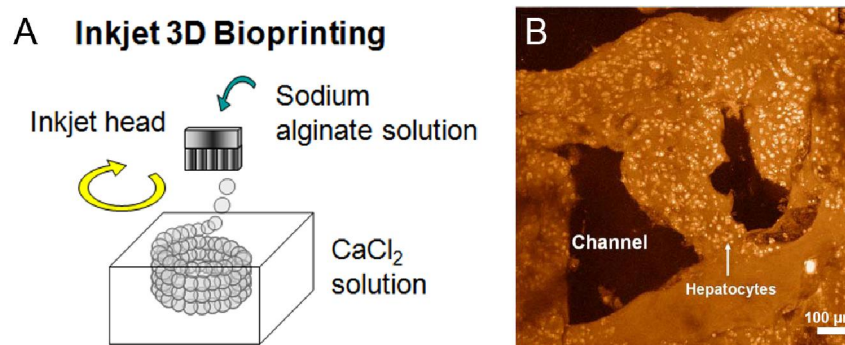 A
Inkjet 3D Bioprinting
Sodium
alginate solution
Inkjet head
CaCl₂
solution
B
Channel
Hepatocytes
100 μm